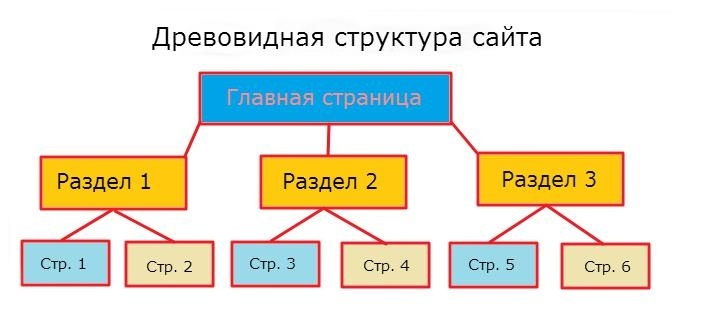 Древовидная структура сайта
Главная страница
Раздел 1
Раздел 2
Раздел 3
Стр. 1
Стр. 2
Стр. 3
Стр. 4
Стр. 5
Стр. 6